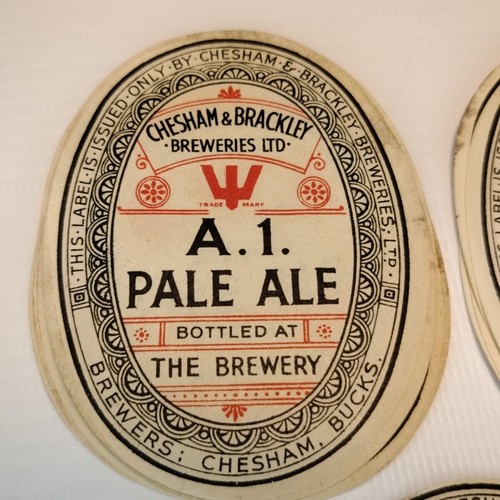 ·THIS·LABEL·IS·ISSUED·ONLY·BY·CHESHAM·&·BRACKLEY·BREWERIES·LTD·
CHESHAM & BRACKLEY
·BREWERIES LTD·
TRADE MARK
A.1.
PALE ALE
BOTTLED AT
THE BREWERY
BREWERS; CHESHAM, BUCKS.